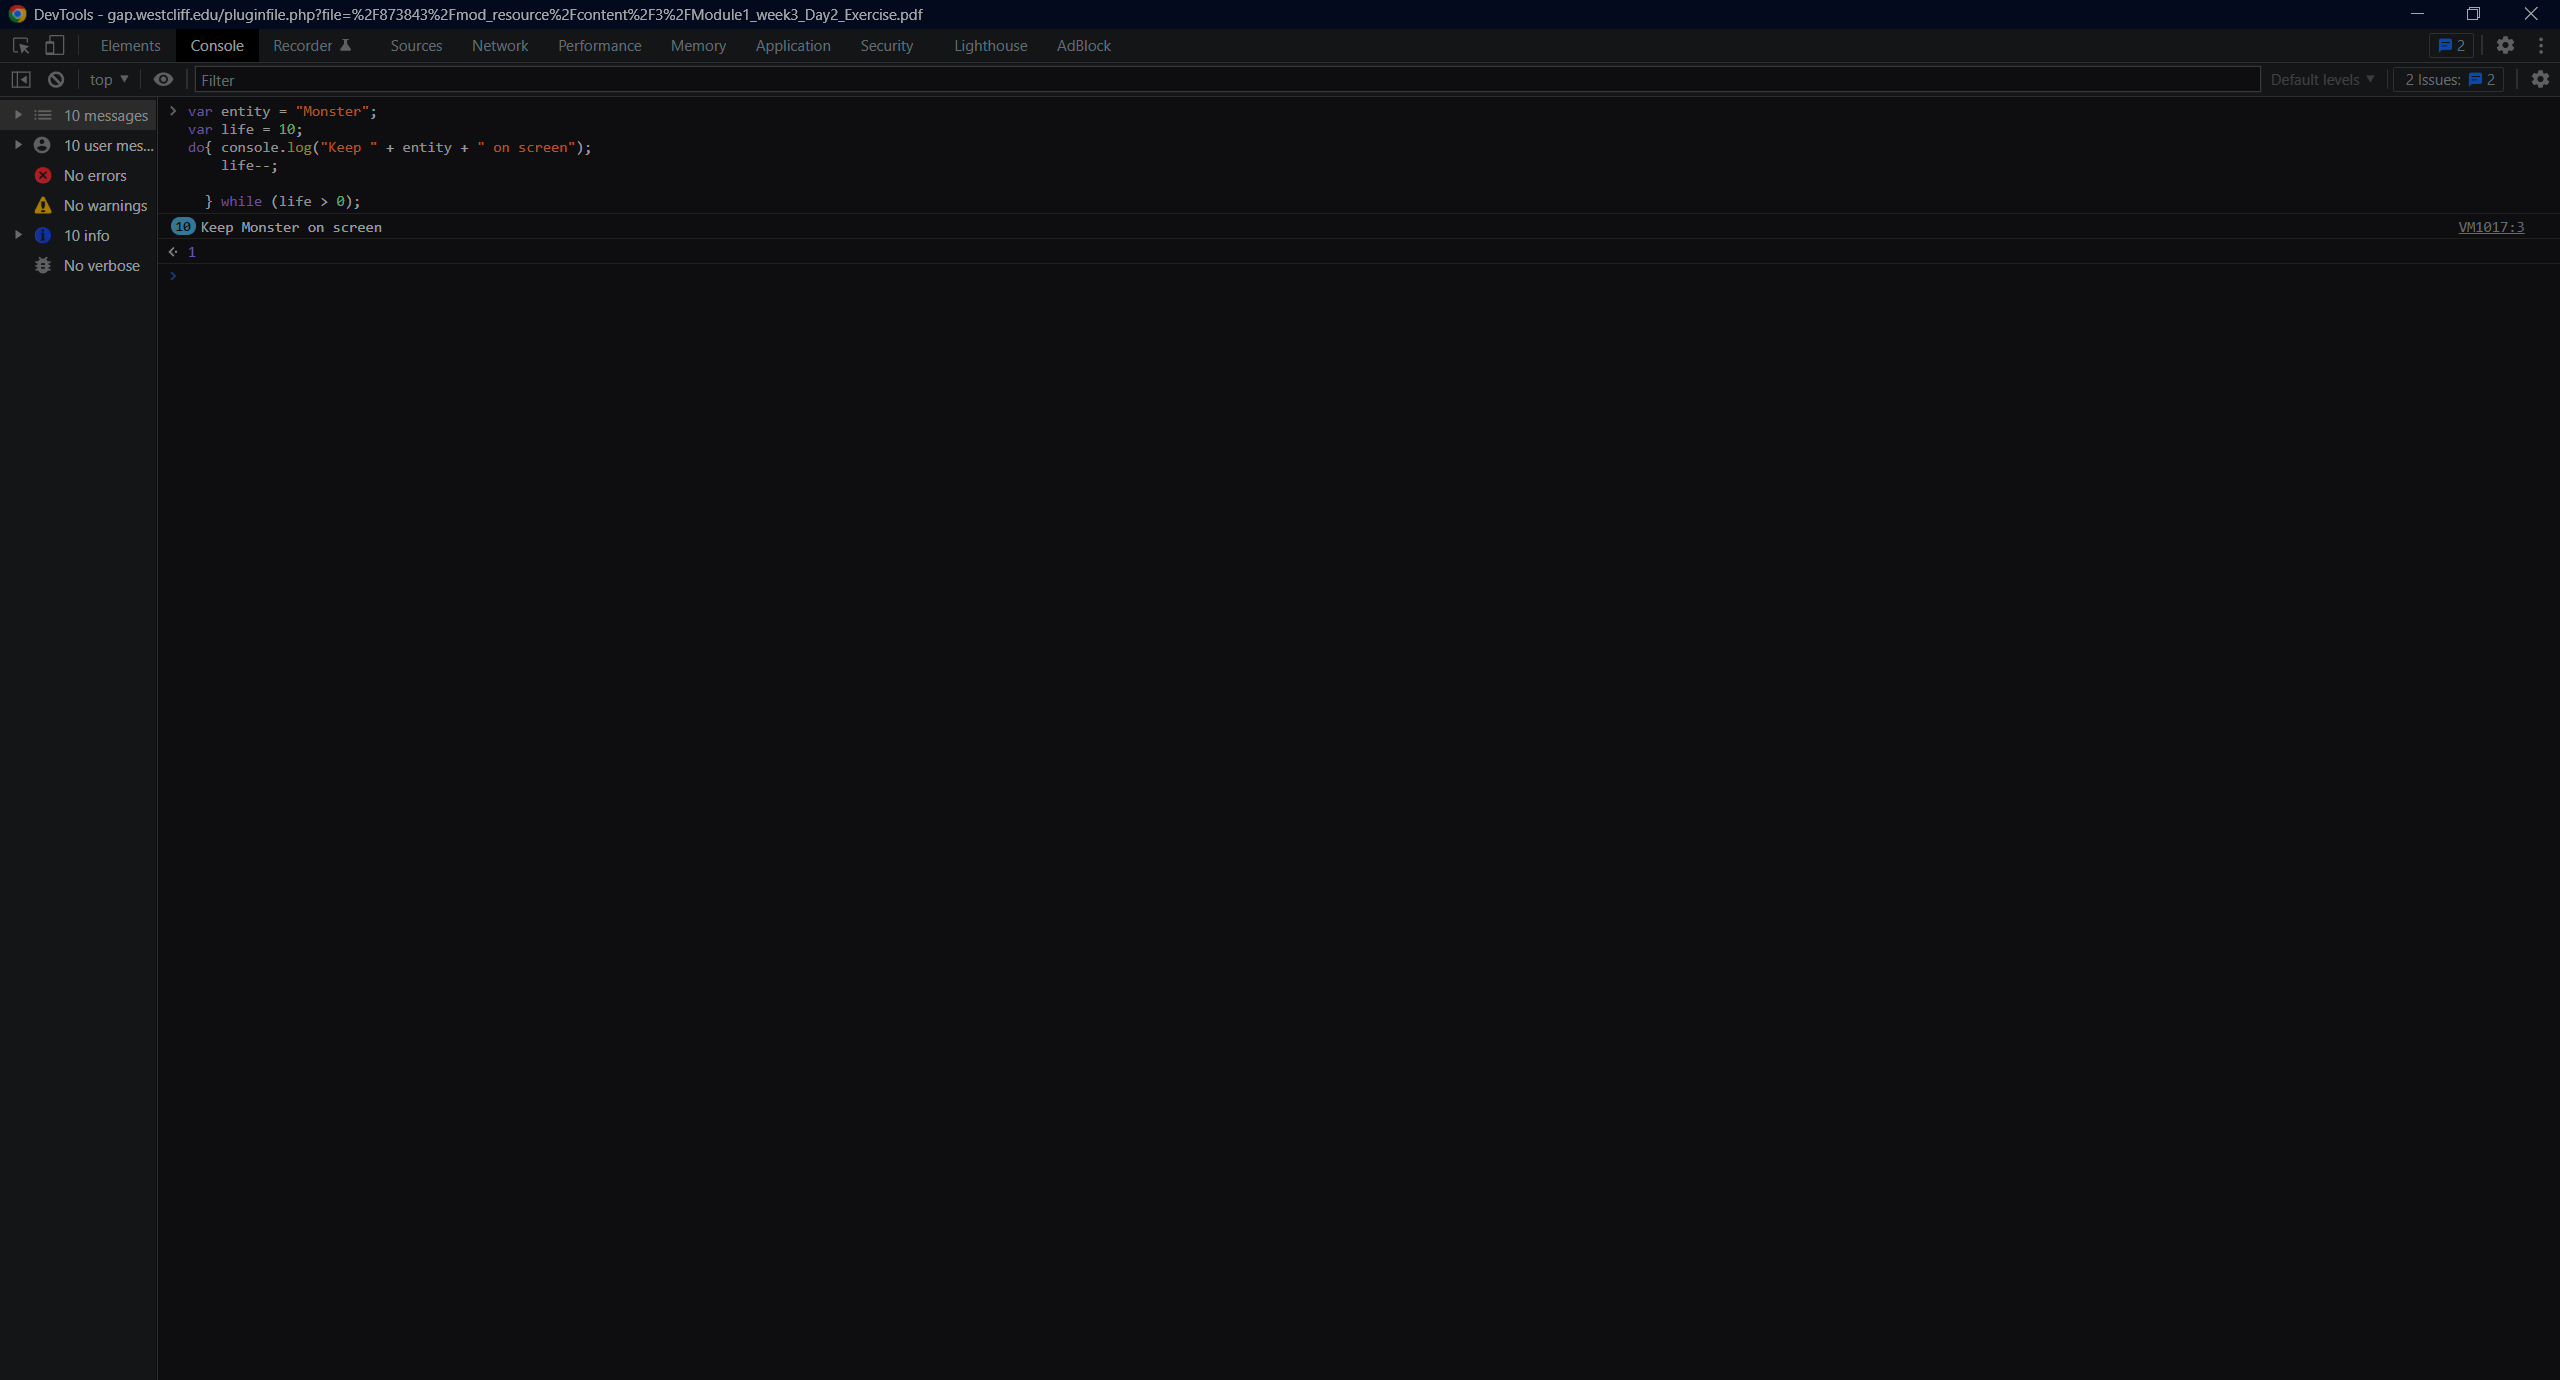 DevTools - gap.westcliff.edu/pluginfile.php?file=%2F873843%2Fmod_resource%2Fcontent%2F3%2FModule1_week3_Day2_Exercise.pdf
Elements Console Recorder Sources Network Performance Memory Application Security Lighthouse AdBlock 2
top Filter Default levels 2 Issues: 2
10 messages
10 user mes...
No errors
No warnings
10 info
No verbose
> var entity = "Monster";
var life = 10;
do{ console.log("Keep " + entity + " on screen");
life--;
} while (life > 0);
10 Keep Monster on screen VM1017:3
1